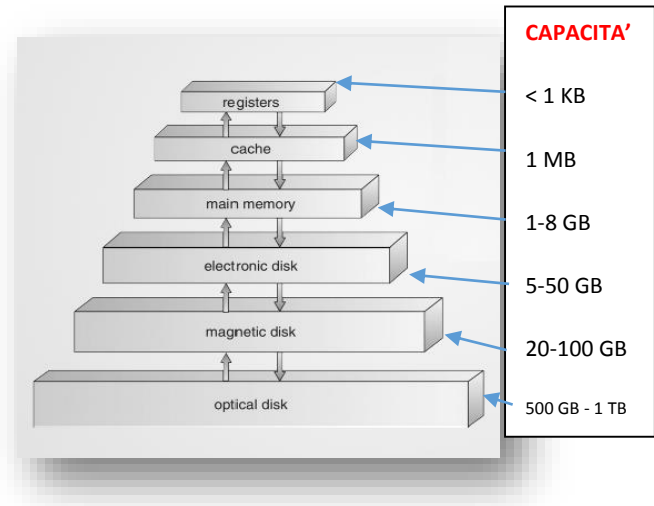 CAPACITA’
registers
< 1 KB
cache
1 MB
main memory
1-8 GB
electronic disk
5-50 GB
magnetic disk
20-100 GB
optical disk
500 GB - 1 TB